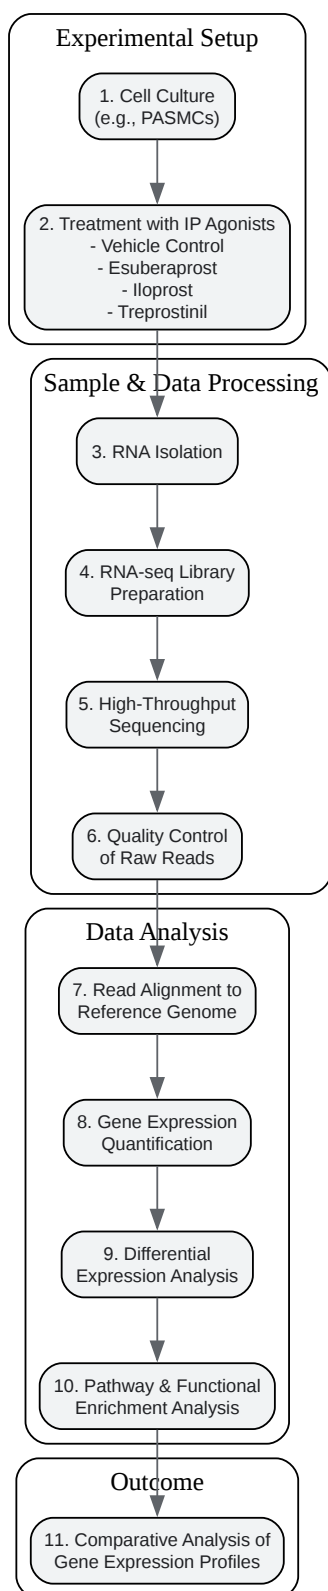 Experimental Setup
1. Cell Culture
(e.g., PASMCs)
2. Treatment with IP Agonists
- Vehicle Control
- Esuberaprost
- Iloprost
- Treprostinil
Sample & Data Processing
3. RNA Isolation
4. RNA-seq Library
Preparation
5. High-Throughput
Sequencing
6. Quality Control
of Raw Reads
Data Analysis
7. Read Alignment to
Reference Genome
8. Gene Expression
Quantification
9. Differential
Expression Analysis
10. Pathway & Functional
Enrichment Analysis
Outcome
11. Comparative Analysis of
Gene Expression Profiles